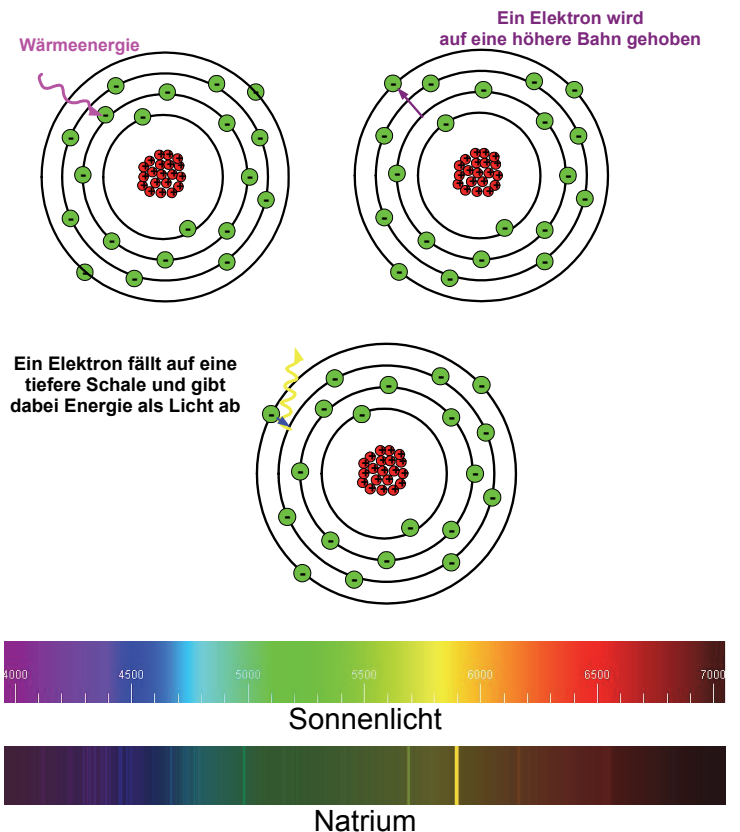 Wärmeenergie
Ein Elektron wird
auf eine höhere Bahn gehoben
Ein Elektron fällt auf eine
tiefere Schale und gibt
dabei Energie als Licht ab
4000 4500 5000 5500 6000 6500 7000
Sonnenlicht
Natrium